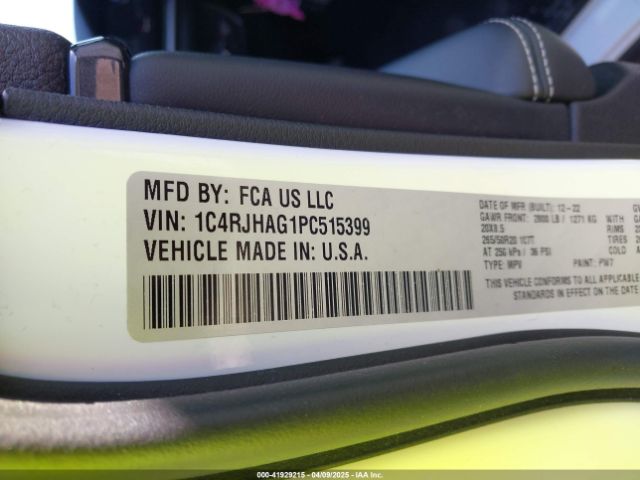 MFD BY: FCA US LLC
VIN: 1C4RJHAG1PC515399
VEHICLE MADE IN: U.S.A.
DATE OF MFR (BUILT): 12-22
GAWR FRONT: 2800 LB / 1271 KG WITH
20X8.5 RIMS
265/50R20 107T TIRES
AT 250 kPa / 36 PSI COLD
TYPE: MPV PAINT: PW7
VEHICLE CONFORMS TO ALL APPLICABLE
STANDARDS IN EFFECT ON THE DATE
000-41929215 - 04/09/2025 - IAA Inc.